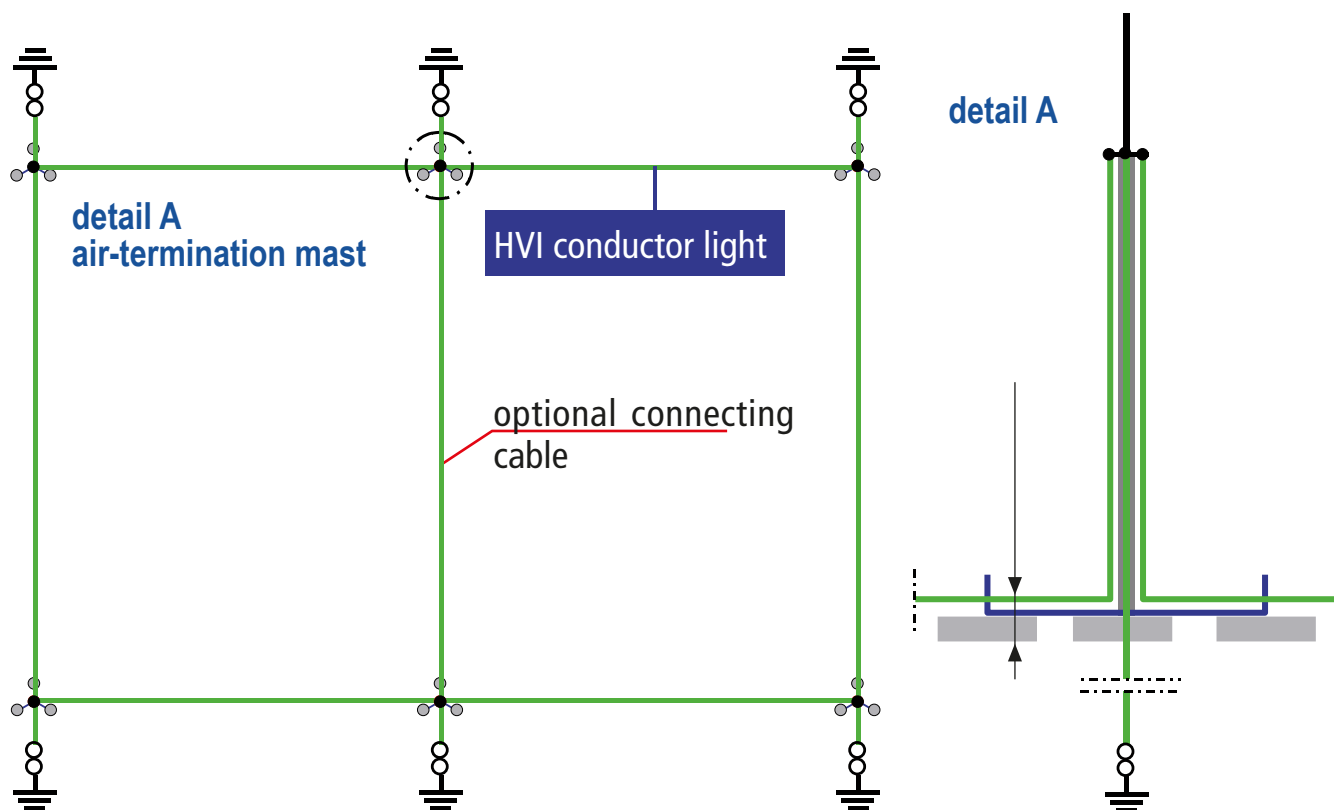 detail A
detail A
air-termination mast
HVI conductor light
optional connecting
cable